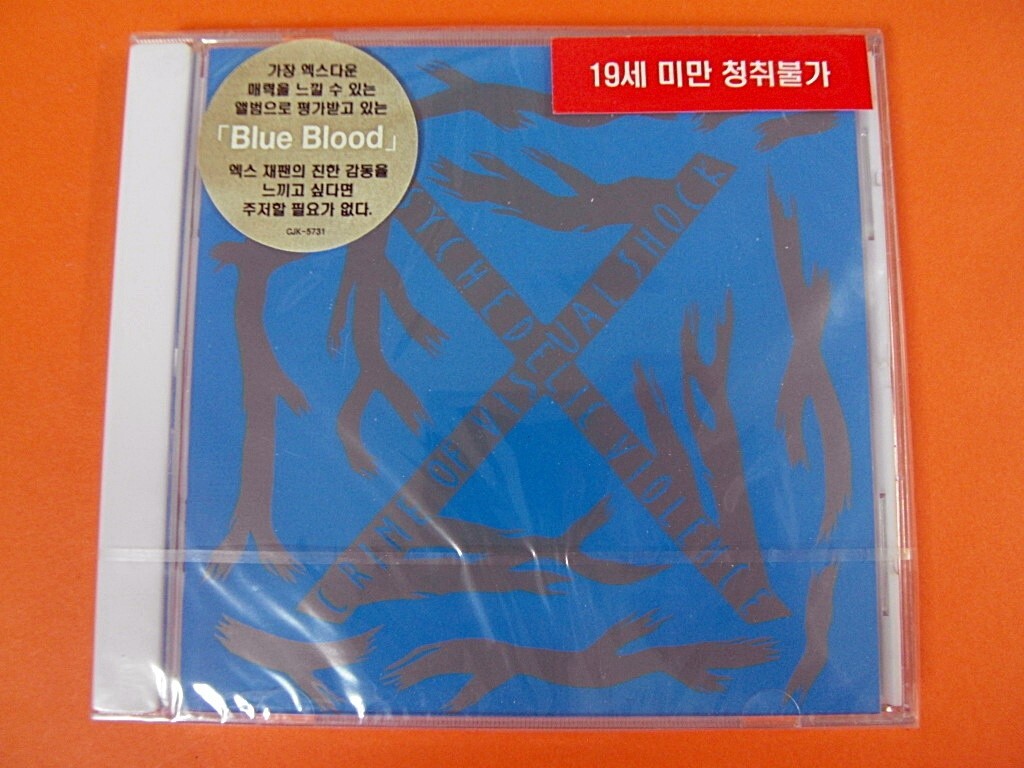 가장 엑스다운
매력을 느낄 수 있는
앨범으로 평가받고 있는
「Blue Blood」
엑스 재팬의 진한 감동을
느끼고 싶다면
주저할 필요가 없다.
CJK-5731
19세 미만 청취불가
PSYCHEDELIC VIOLENCE
CRIME OF VISUAL SHOCK